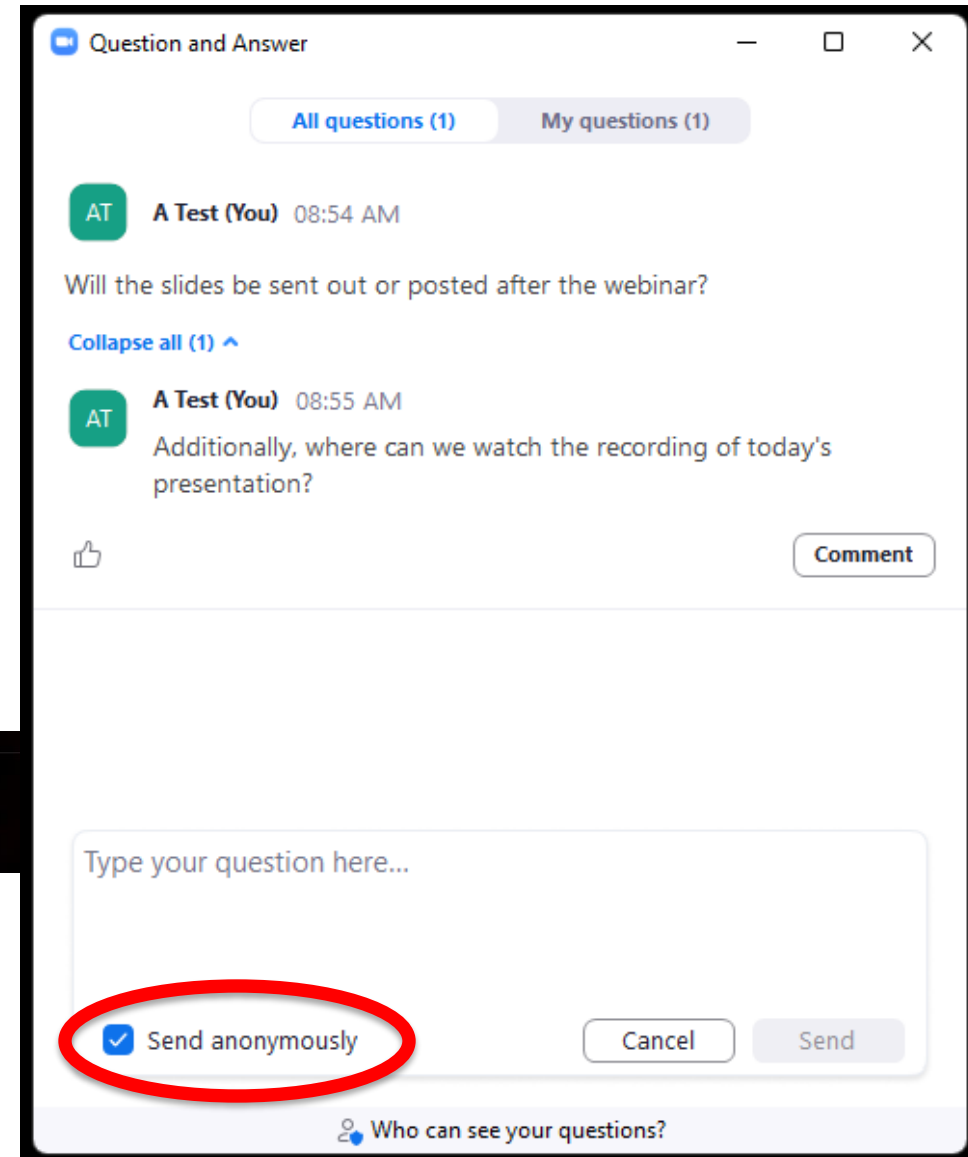 Question and Answer
All questions (1) My questions (1)
AT A Test (You) 08:54 AM
Will the slides be sent out or posted after the webinar?
Collapse all (1)
AT A Test (You) 08:55 AM
Additionally, where can we watch the recording of today's
presentation?
Comment
Type your question here...
Send anonymously Cancel Send
Who can see your questions?